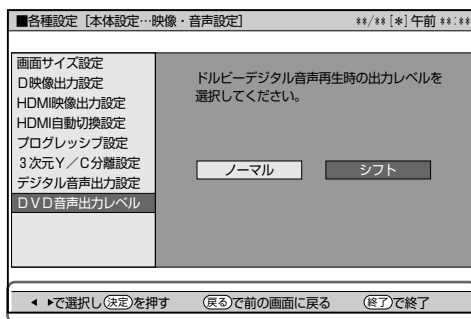 ■各種設定［本体設定…映像・音声設定］ **/**［*］午前 **:**
画面サイズ設定
D映像出力設定
HDMI映像出力設定
HDMI自動切換設定
プログレッシブ設定
３次元Ｙ／Ｃ分離設定
デジタル音声出力設定
ＤＶＤ音声出力レベル
ドルビーデジタル音声再生時の出力レベルを
選択してください。
ノーマル シフト
◀ ▶で選択し決定を押す 戻るで前の画面に戻る 終了で終了